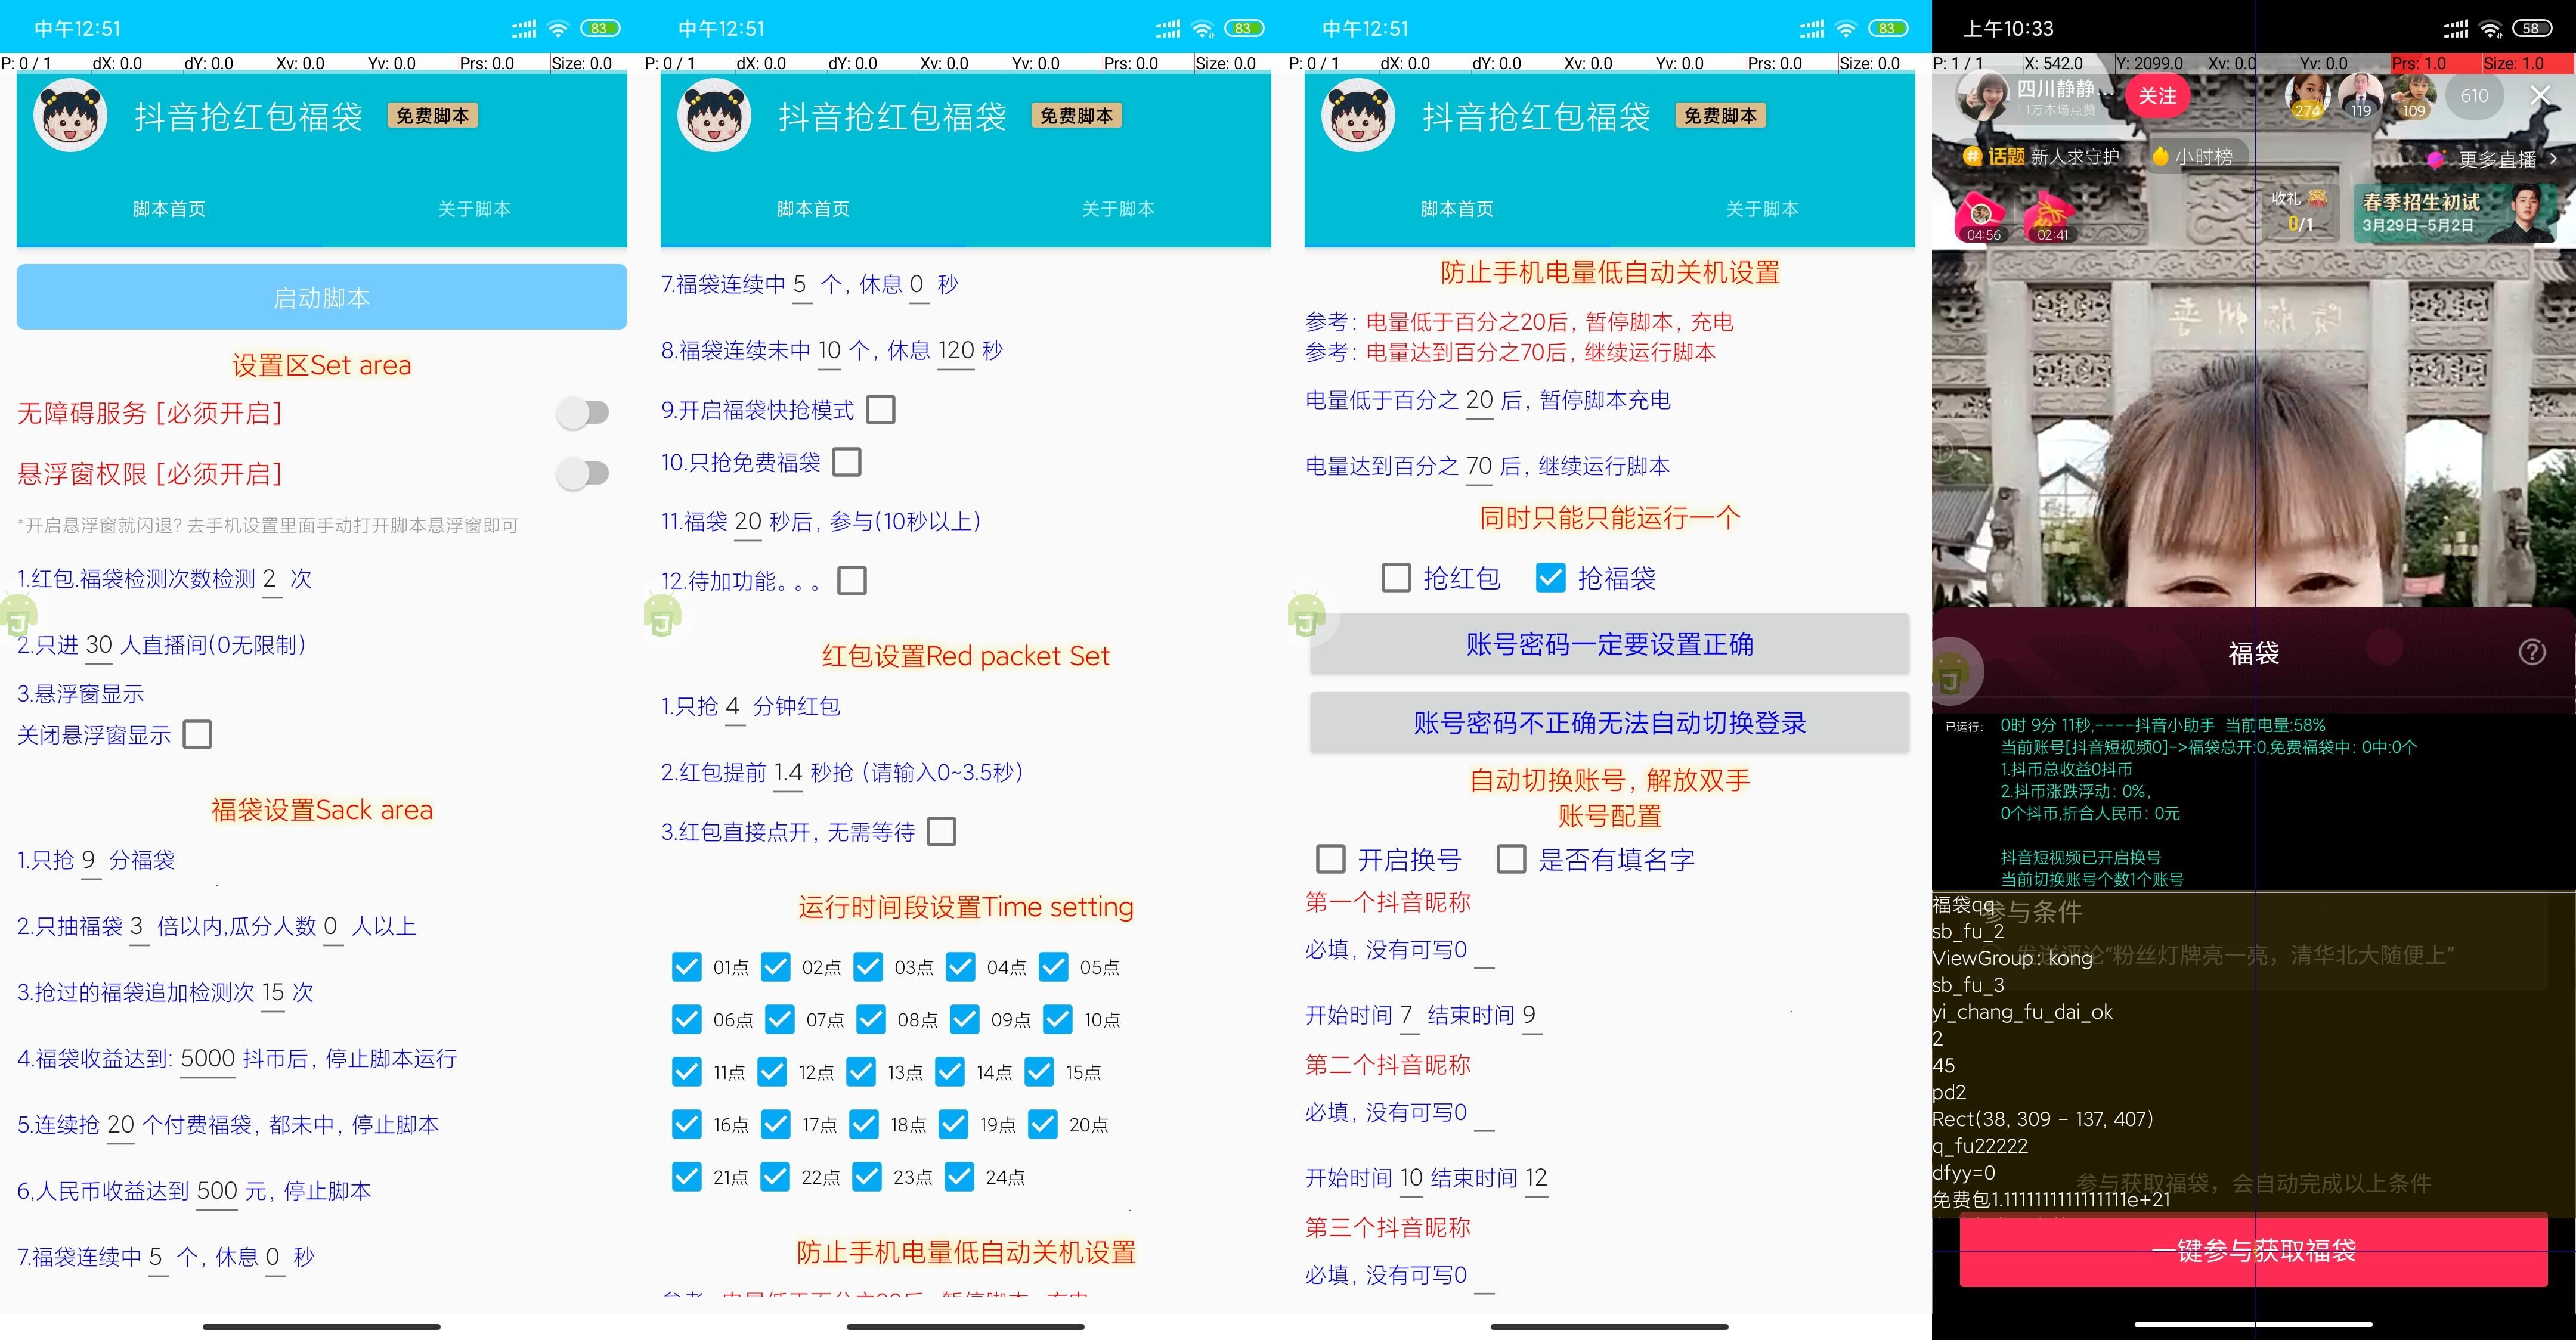 中午12:51
83
P: 0 / 1 dX: 0.0 dY: 0.0 Xv: 0.0 Yv: 0.0 Prs: 0.0 Size: 0.0
抖音抢红包福袋 免费脚本
脚本首页 关于脚本
启动脚本
设置区Set area
无障碍服务 [必须开启]
悬浮窗权限 [必须开启]
*开启悬浮窗就闪退? 去手机设置里面手动打开脚本悬浮窗即可
1.红包.福袋检测次数检测 2 次
2.只进 30 人直播间(0无限制)
3.悬浮窗显示
关闭悬浮窗显示
福袋设置Sack area
1.只抢 9 分福袋
2.只抽福袋 3 倍以内,瓜分人数 0 人以上
3.抢过的福袋追加检测次 15 次
4.福袋收益达到: 5000 抖币后, 停止脚本运行
5.连续抢 20 个付费福袋, 都未中, 停止脚本
6,人民币收益达到 500 元, 停止脚本
7.福袋连续中 5 个, 休息 0 秒
中午12:51
83
P: 0 / 1 dX: 0.0 dY: 0.0 Xv: 0.0 Yv: 0.0 Prs: 0.0 Size: 0.0
抖音抢红包福袋 免费脚本
脚本首页 关于脚本
7.福袋连续中 5 个, 休息 0 秒
8.福袋连续未中 10 个, 休息 120 秒
9.开启福袋快抢模式
10.只抢免费福袋
11.福袋 20 秒后, 参与(10秒以上)
12.待加功能。。。
红包设置Red packet Set
1.只抢 4 分钟红包
2.红包提前 1.4 秒抢 (请输入0~3.5秒)
3.红包直接点开, 无需等待
运行时间段设置Time setting
01点 02点 03点 04点 05点
06点 07点 08点 09点 10点
11点 12点 13点 14点 15点
16点 17点 18点 19点 20点
21点 22点 23点 24点
防止手机电量低自动关机设置
中午12:51
83
P: 0 / 1 dX: 0.0 dY: 0.0 Xv: 0.0 Yv: 0.0 Prs: 0.0 Size: 0.0
抖音抢红包福袋 免费脚本
脚本首页 关于脚本
防止手机电量低自动关机设置
参考: 电量低于百分之20后, 暂停脚本, 充电
参考: 电量达到百分之70后, 继续运行脚本
电量低于百分之 20 后, 暂停脚本充电
电量达到百分之 70 后, 继续运行脚本
同时只能只能运行一个
抢红包 抢福袋
账号密码一定要设置正确
账号密码不正确无法自动切换登录
自动切换账号, 解放双手
账号配置
开启换号 是否有填名字
第一个抖音昵称
必填, 没有可写0
开始时间 7 结束时间 9
第二个抖音昵称
必填, 没有可写0
开始时间 10 结束时间 12
第三个抖音昵称
必填, 没有可写0
上午10:33
58
P: 1 / 1 X: 542.0 Y: 2099.0 Xv: 0.0 Yv: 0.0 Prs: 1.0 Size: 1.0
四川静静... 关注
1.1万本场点赞
274 119 109 610
话题 新人求守护 小时榜 更多直播
收礼 0/1
春季招生初试
3月29日-5月2日
04:56 02:41
福袋
已运行: 0时 9分 11秒,----抖音小助手 当前电量:58%
当前账号[抖音短视频0]->福袋总开:0,免费福袋中: 0中:0个
1.抖币总收益0抖币
2.抖币涨跌浮动: 0%,
0个抖币,折合人民币: 0元
抖音短视频已开启换号
当前切换账号个数1个账号
福袋qq
参与条件
sb_fu_2
发送评论“粉丝灯牌亮一亮, 清华北大随便上”
ViewGroup: kong
sb_fu_3
yi_chang_fu_dai_ok
2
45
pd2
Rect(38, 309 - 137, 407)
q_fu22222
dfyy=0
参与获取福袋, 会自动完成以上条件
免费包1.1111111111111111e+21
一键参与获取福袋